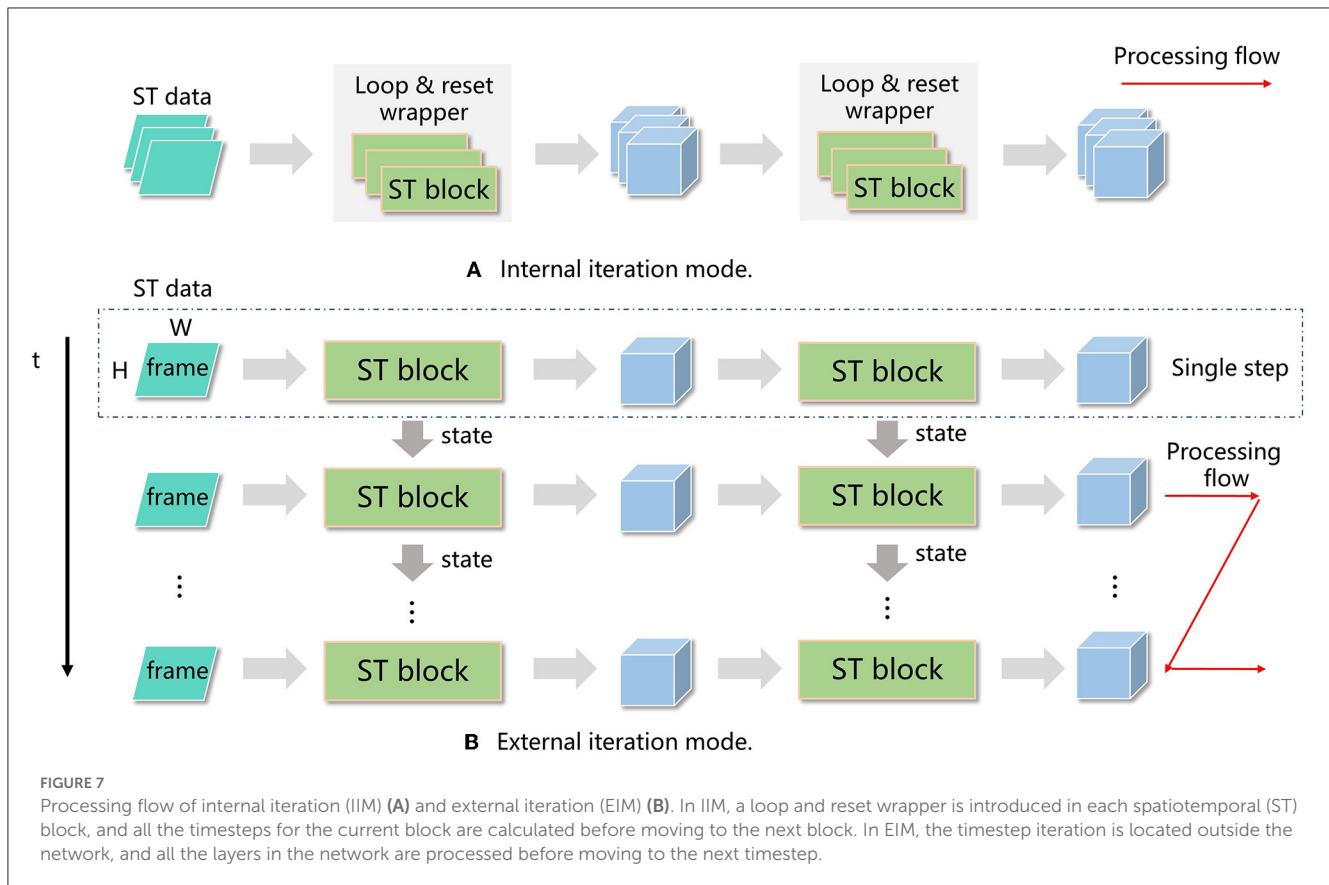 Processing flow
ST data
Loop & reset
wrapper
ST block
Loop & reset
wrapper
ST block
A Internal iteration mode.
ST data
W
t
H
frame
ST block
ST block
Single step
state
state
frame
ST block
ST block
Processing
flow
state
state
⋮
⋮
⋮
⋮
frame
ST block
ST block
B External iteration mode.
FIGURE 7
Processing flow of internal iteration (IIM) (A) and external iteration (EIM) (B). In IIM, a loop and reset wrapper is introduced in each spatiotemporal (ST)
block, and all the timesteps for the current block are calculated before moving to the next block. In EIM, the timestep iteration is located outside the
network, and all the layers in the network are processed before moving to the next timestep.